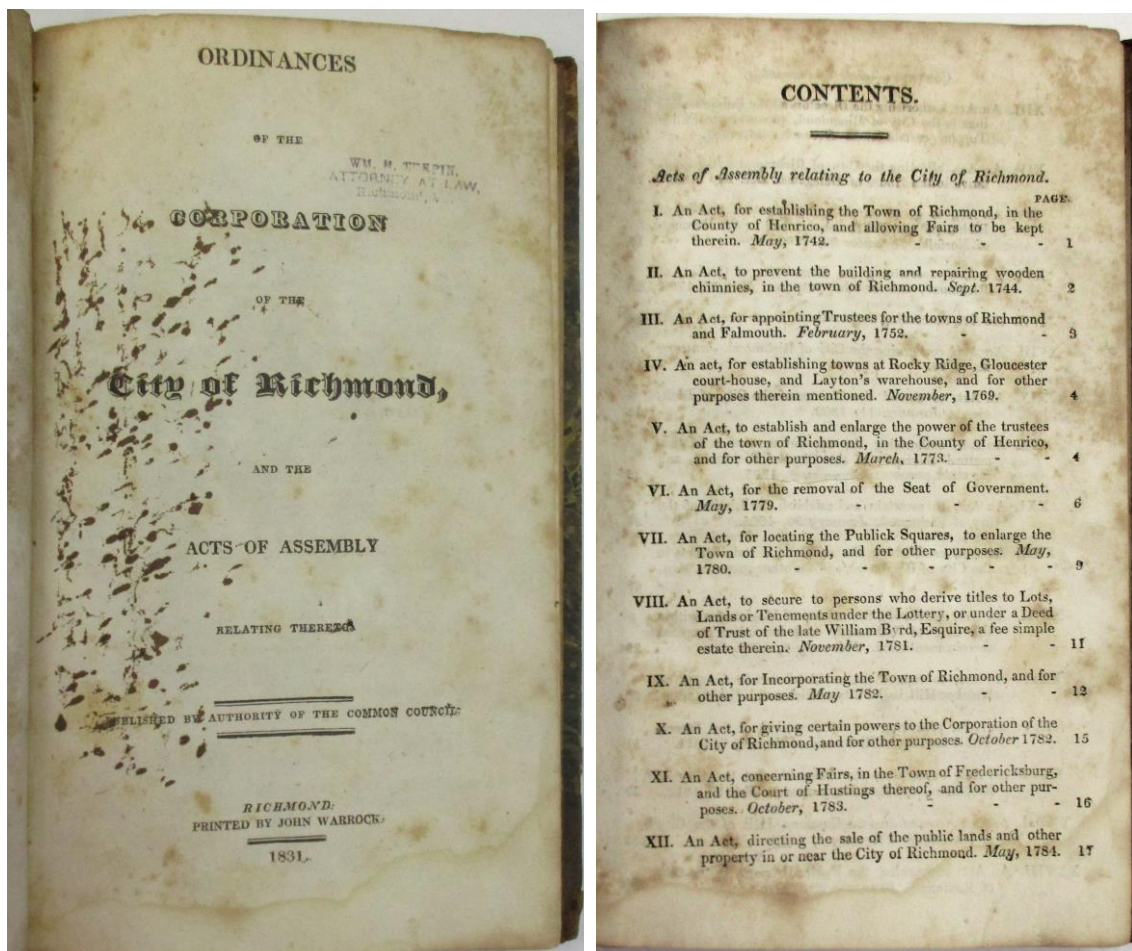 ORDINANCES
OF THE
WM. H.
ATTORNEY AT LAW,
CORPORATION
OF THE
City of Richmond,
AND THE
ACTS OF ASSEMBLY
RELATING THERETO.
PUBLISHED BY AUTHORITY OF THE COMMON COUNCIL.
RICHMOND:
PRINTED BY JOHN WARROCK.
1831.
CONTENTS.
Acts of Assembly relating to the City of Richmond.
PAGE.
I. An Act, for establishing the Town of Richmond, in the
County of Henrico, and allowing Fairs to be kept
therein. May, 1742. - - - 1
II. An Act, to prevent the building and repairing wooden
chimnies, in the town of Richmond. Sept. 1744. 2
III. An Act, for appointing Trustees for the towns of Richmond
and Falmouth. February, 1752. - - 3
IV. An act, for establishing towns at Rocky Ridge, Gloucester
court-house, and Layton's warehouse, and for other
purposes therein mentioned. November, 1769. 4
V. An Act, to establish and enlarge the power of the trustees
of the town of Richmond, in the County of Henrico,
and for other purposes. March, 1773. - - 4
VI. An Act, for the removal of the Seat of Government.
May, 1779. - - - 6
VII. An Act, for locating the Publick Squares, to enlarge the
Town of Richmond, and for other purposes. May,
1780. - - - - - 9
VIII. An Act, to secure to persons who derive titles to Lots,
Lands or Tenements under the Lottery, or under a Deed
of Trust of the late William Byrd, Esquire, a fee simple
estate therein. November, 1781. - - 11
IX. An Act, for Incorporating the Town of Richmond, and for
other purposes. May 1782. - - 12
X. An Act, for giving certain powers to the Corporation of the
City of Richmond, and for other purposes. October 1782. 15
XI. An Act, concerning Fairs, in the Town of Fredericksburg,
and the Court of Hustings thereof, and for other pur-
poses. October, 1783. - - - 16
XII. An Act, directing the sale of the public lands and other
property in or near the City of Richmond. May, 1784. 17